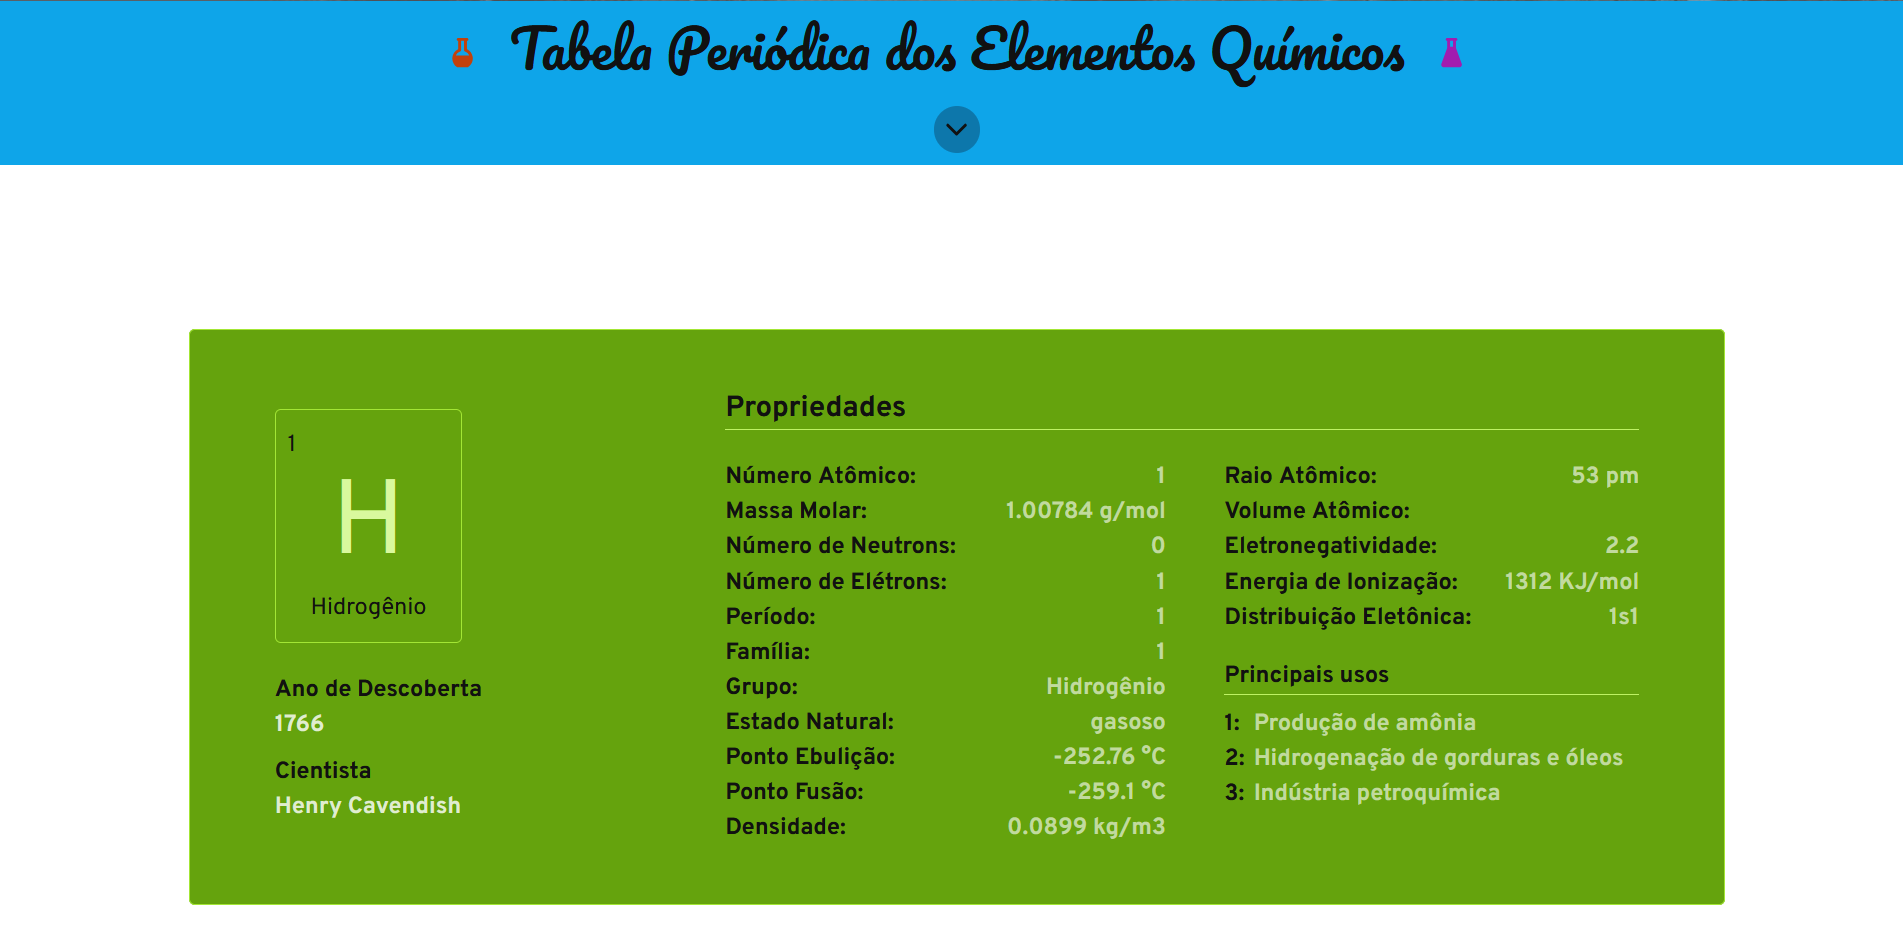 Tabela Periódica dos Elementos Químicos
1
H
Hidrogênio
Ano de Descoberta
1766
Cientista
Henry Cavendish
Propriedades
Número Atômico: 1
Massa Molar: 1.00784 g/mol
Número de Neutrons: 0
Número de Elétrons: 1
Período: 1
Família: 1
Grupo: Hidrogênio
Estado Natural: gasoso
Ponto Ebulição: -252.76 °C
Ponto Fusão: -259.1 °C
Densidade: 0.0899 kg/m3
Raio Atômico: 53 pm
Volume Atômico:
Eletronegatividade: 2.2
Energia de Ionização: 1312 KJ/mol
Distribuição Eletônica: 1s1
Principais usos
1: Produção de amônia
2: Hidrogenação de gorduras e óleos
3: Indústria petroquímica